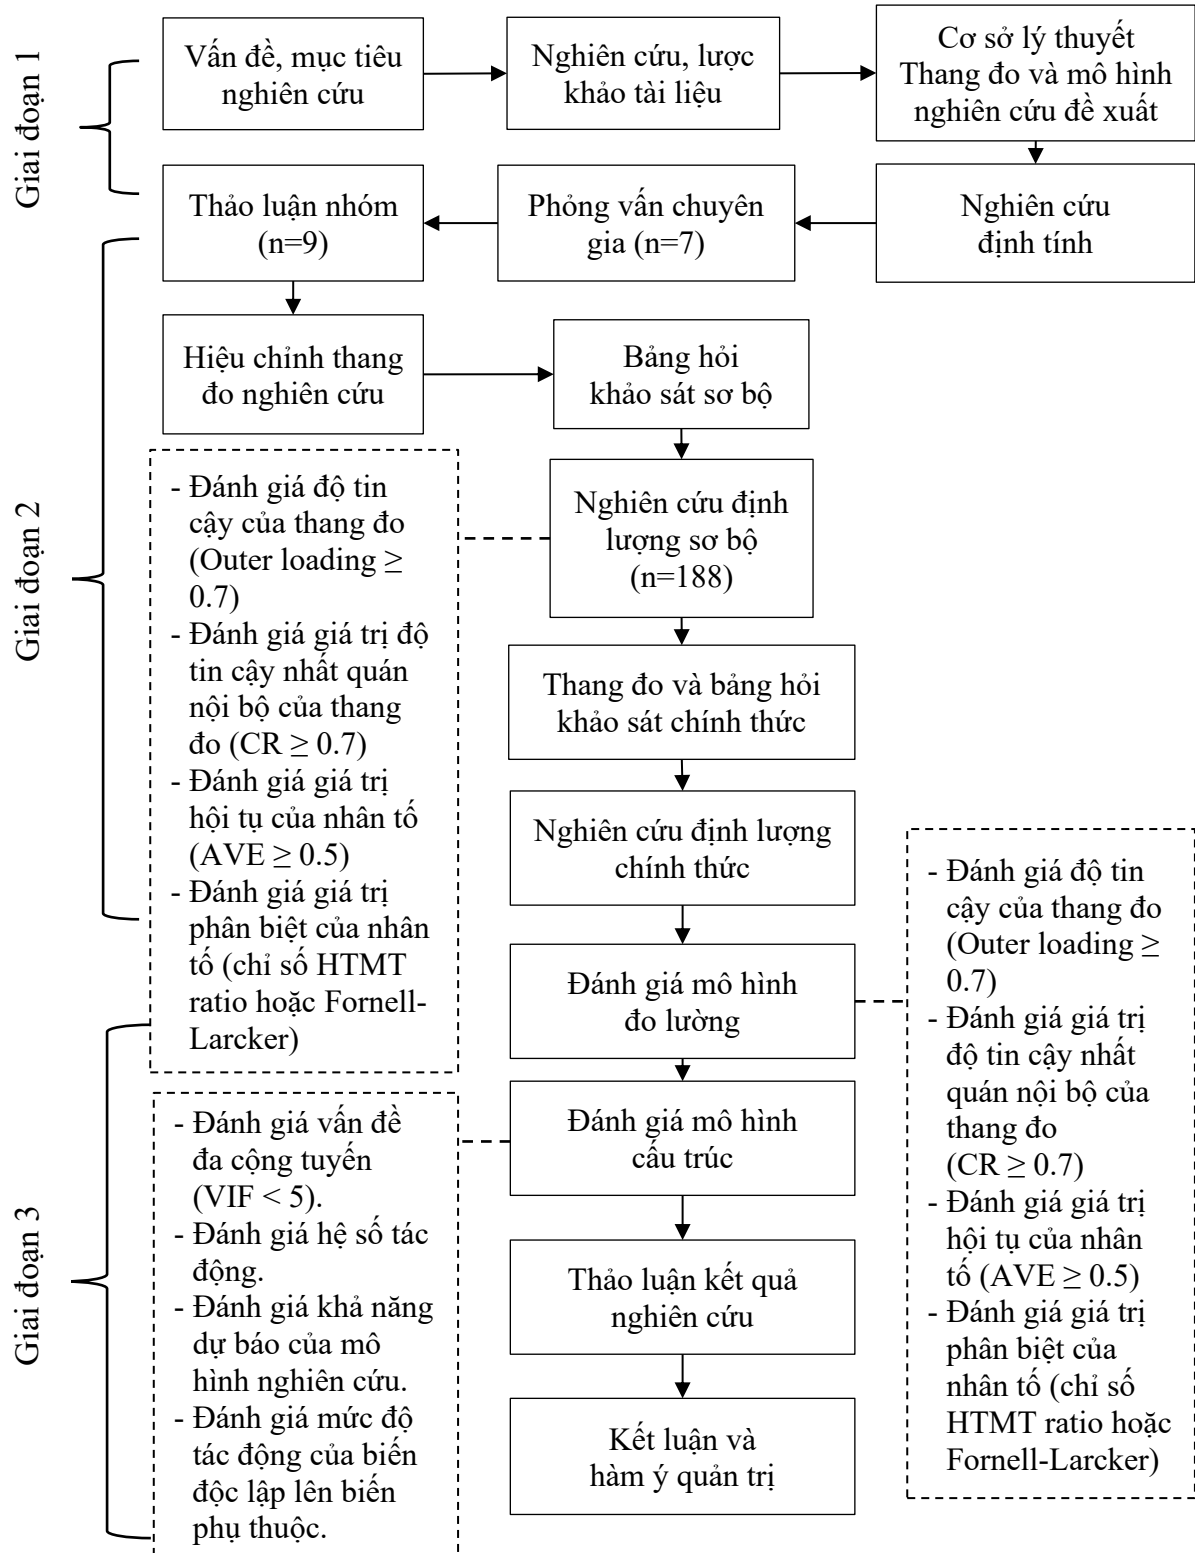 Giai đoạn 1
Vấn đề, mục tiêu
nghiên cứu
Nghiên cứu, lược
khảo tài liệu
Cơ sở lý thuyết
Thang đo và mô hình
nghiên cứu đề xuất
Thảo luận nhóm
(n=9)
Phỏng vấn chuyên
gia (n=7)
Nghiên cứu
định tính
Giai đoạn 2
Hiệu chỉnh thang
đo nghiên cứu
Bảng hỏi
khảo sát sơ bộ
- Đánh giá độ tin
cậy của thang đo
(Outer loading ≥
0.7)
- Đánh giá giá trị độ
tin cậy nhất quán
nội bộ của thang
đo (CR ≥ 0.7)
- Đánh giá giá trị
hội tụ của nhân tố
(AVE ≥ 0.5)
- Đánh giá giá trị
phân biệt của nhân
tố (chỉ số HTMT
ratio hoặc Fornell-
Larcker)
Nghiên cứu định
lượng sơ bộ
(n=188)
Thang đo và bảng hỏi
khảo sát chính thức
Nghiên cứu định lượng
chính thức
Đánh giá mô hình
đo lường
- Đánh giá độ tin
cậy của thang đo
(Outer loading ≥
0.7)
- Đánh giá giá trị
độ tin cậy nhất
quán nội bộ của
thang đo
(CR ≥ 0.7)
- Đánh giá giá trị
hội tụ của nhân
tố (AVE ≥ 0.5)
- Đánh giá giá trị
phân biệt của
nhân tố (chỉ số
HTMT ratio hoặc
Fornell-Larcker)
Giai đoạn 3
- Đánh giá vấn đề
đa cộng tuyến
(VIF < 5).
- Đánh giá hệ số tác
động.
- Đánh giá khả năng
dự báo của mô
hình nghiên cứu.
- Đánh giá mức độ
tác động của biến
độc lập lên biến
phụ thuộc.
Đánh giá mô hình
cấu trúc
Thảo luận kết quả
nghiên cứu
Kết luận và
hàm ý quản trị